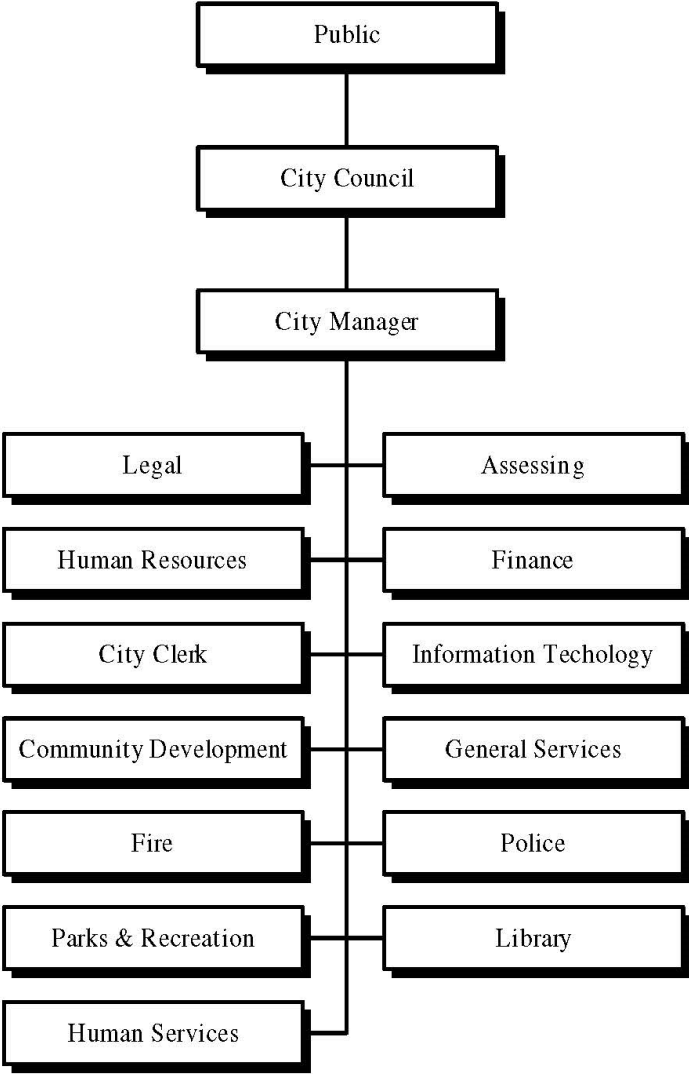 Public
City Council
City Manager
Legal
Assessing
Human Resources
Finance
City Clerk
Information Techology
Community Development
General Services
Fire
Police
Parks & Recreation
Library
Human Services